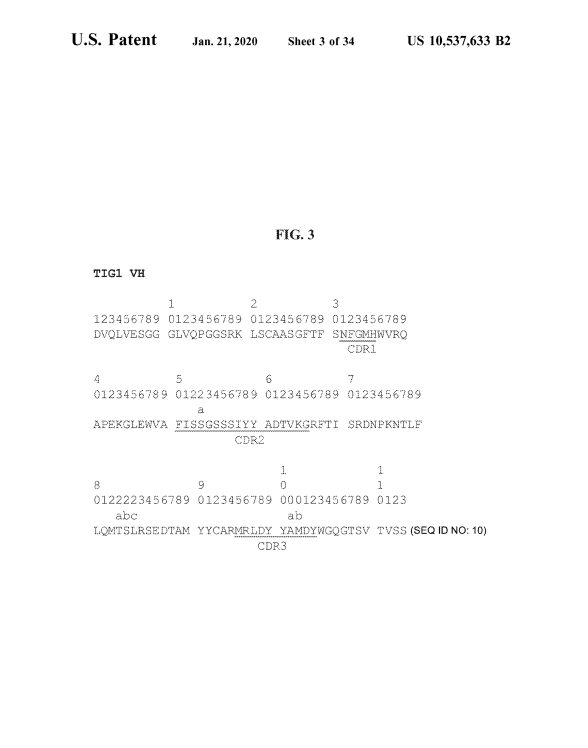 U.S. Patent Jan. 21, 2020 Sheet 3 of 34 US 10,537,633 B2
FIG. 3
TIG1 VH
1 2 3
123456789 0123456789 0123456789 0123456789
DVQLVESGG GLVQPGGSRK LSCAASGFTF SNFGMHWVRQ
CDR1
4 5 6 7
0123456789 01223456789 0123456789 0123456789
a
APEKGLEWVA FISSGSSSIYY ADTVKGRFTI SRDNPKNTLF
CDR2
1 1
8 9 0 1
0122223456789 0123456789 000123456789 0123
abc ab
LQMTSLRSEDTAM YYCARMRLDY YAMDYWGQGTSV TVSS (SEQ ID NO: 10)
CDR3